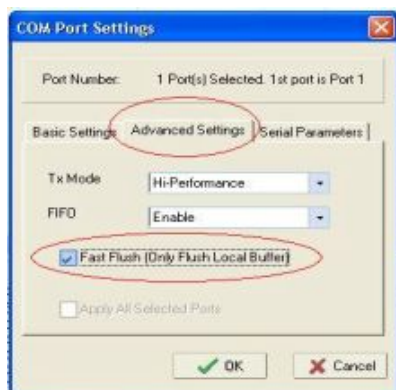 COM Port Settings
Port Number: 1 Port(s) Selected. 1st port is Port 1
Basic Settings Advanced Settings Serial Parameters
Tx Mode Hi-Performance
FIFO Enable
Fast Flush (Only Flush Local Buffer)
Apply All Selected Ports
OK Cancel